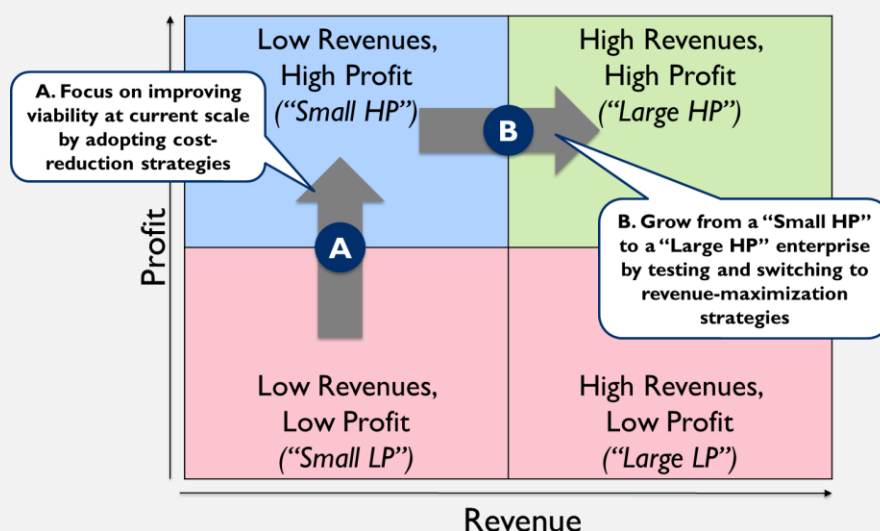 Low Revenues,
High Profit
(“Small HP”)
High Revenues,
High Profit
(“Large HP”)
A. Focus on improving
viability at current scale
by adopting cost-
reduction strategies
B
A
B. Grow from a “Small HP”
to a “Large HP” enterprise
by testing and switching to
revenue-maximization
strategies
Profit
Low Revenues,
Low Profit
(“Small LP”)
High Revenues,
Low Profit
(“Large LP”)
Revenue